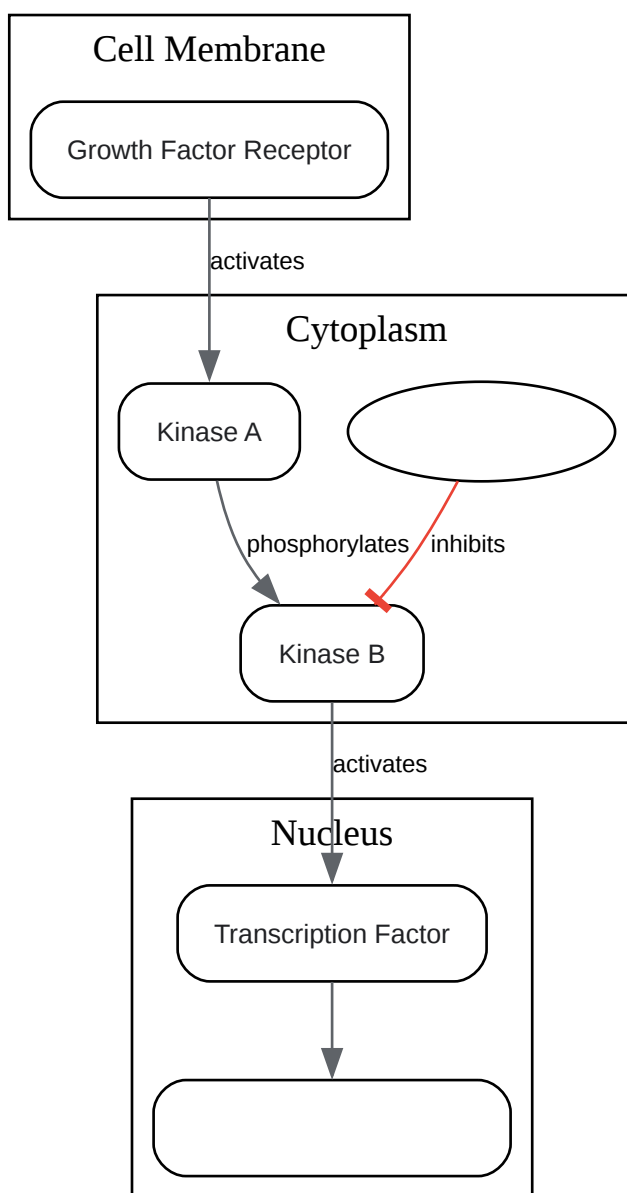 Cell Membrane
Growth Factor Receptor
activates
Cytoplasm
Kinase A
phosphorylates
inhibits
Kinase B
activates
Nucleus
Transcription Factor